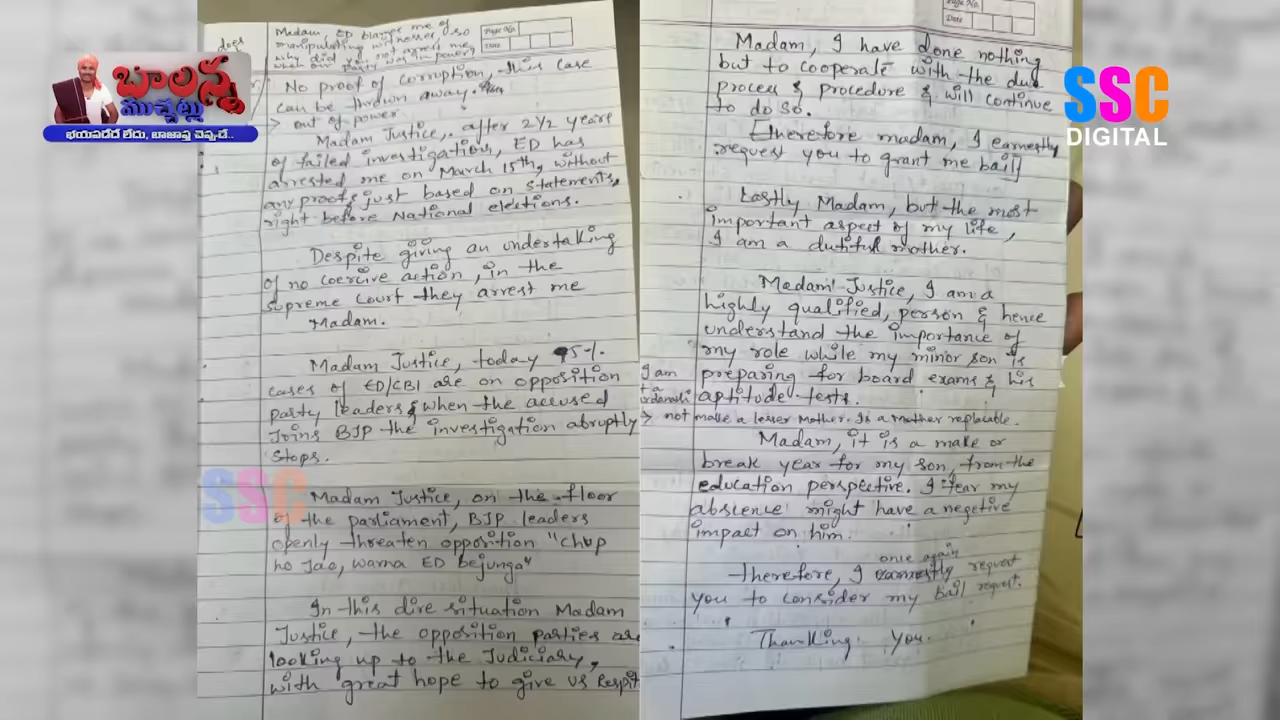 బాలన్న
ముచ్చట్లు
భయపడేదే లేదు, బాజాప్త చెప్పుడే..
SSC
DIGITAL
does
Madam, ED blames me of
manipulating witnesses, so
why did you not arrest me
when our party was in power?
Page No.
Date
No Proof of corruption, this case
can be thrown away.
> out of power
Madam Justice, after 2 1/2 years
of failed investigation, ED has
arrested me on March 15th, without
any proofs just based on statements,
right before National elections.
Despite giving an undertaking
of no coercive action, in the
Supreme Court they arrest me
Madam.
Madam Justice, today 95%
cases of ED/CBI are on opposition
party leaders & when the accused
Joins BJP the investigation abruptly
stops.
SSC
Madam Justice, on the floor
of the parliament, BJP leaders
openly threaten opposition "Chup
ho Jao, warna ED bejunga"
In this dire situation Madam
Justice, the opposition parties are
looking up to the Judiciary,
with great hope to give us Respit
Page No.
Date
Madam, I have done nothing
but to cooperate with the due
process & procedure & will continue
to do so.
Therefore madam, I earnestly
request you to grant me bail]
Lastly Madam, but the most
important aspect of my life,
I am a dutiful mother.
Madam Justice, I am a
highly qualified, person & hence
understand the importance of
my role while my minor son is
I am
preparing for board exams & his
aptitude tests.
> not make a lesser Mother. Is a Mother replacable.
Madam, it is a make or
break year for my son, from the
education perspective. I fear my
abscence might have a negetive
impact on him.
once again
Therefore, I earnestly request
you to consider my bail request.
Thanking You.